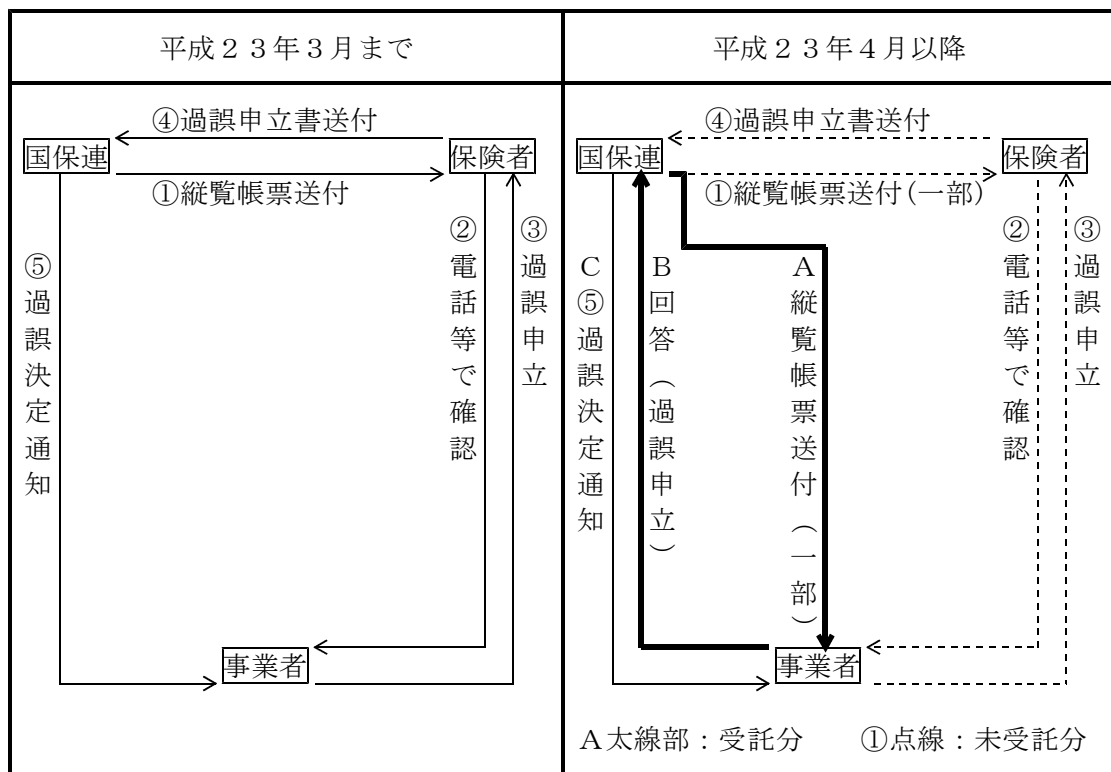 平成２３年３月まで
④過誤申立書送付
国保連
保険者
①縦覧帳票送付
②電話等で確認
③過誤申立
⑤過誤決定通知
事業者
平成２３年４月以降
④過誤申立書送付
国保連
保険者
①縦覧帳票送付(一部)
②電話等で確認
③過誤申立
Ｃ⑤過誤決定通知
Ｂ回答（過誤申立）
Ａ縦覧帳票送付（一部）
事業者
Ａ太線部：受託分　　①点線：未受託分